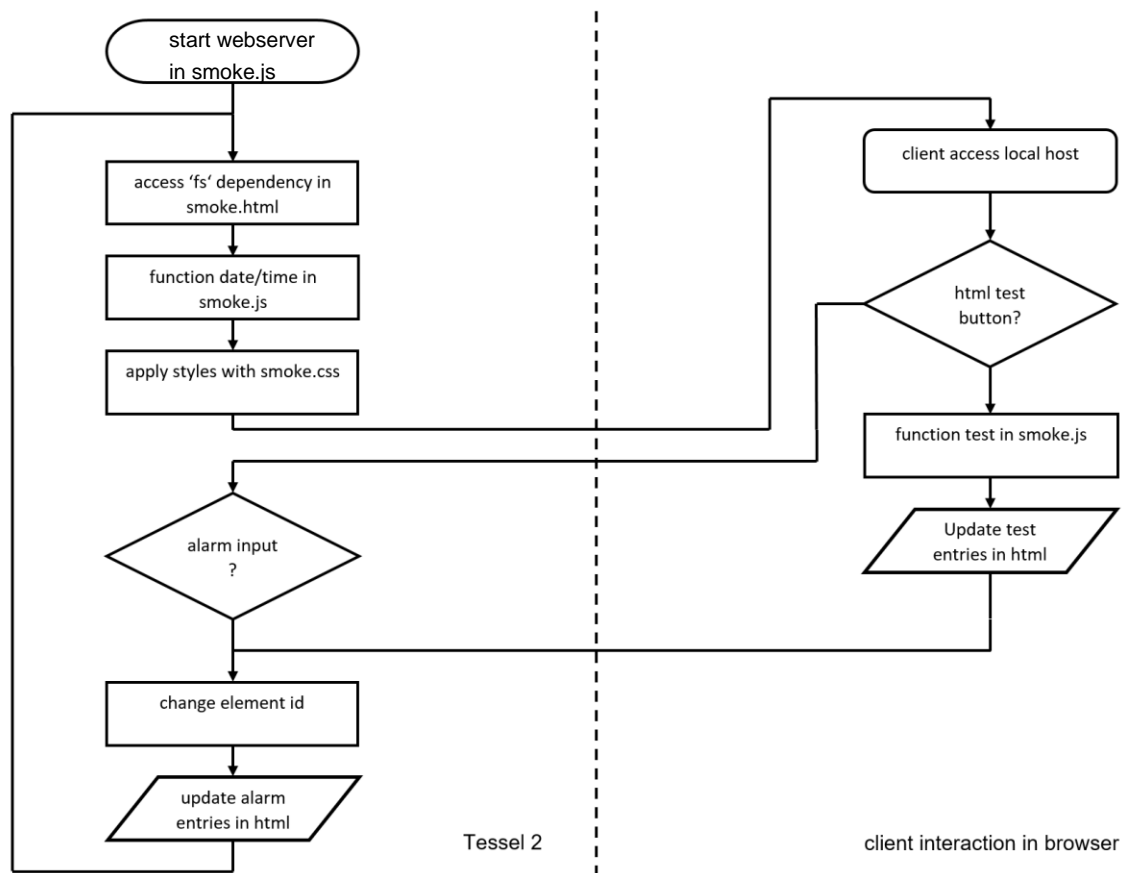 start webserver
in smoke.js
access ‘fs‘ dependency in
smoke.html
function date/time in
smoke.js
apply styles with smoke.css
alarm input
?
change element id
update alarm
entries in html
Tessel 2
client access local host
html test
button?
function test in smoke.js
Update test
entries in html
client interaction in browser